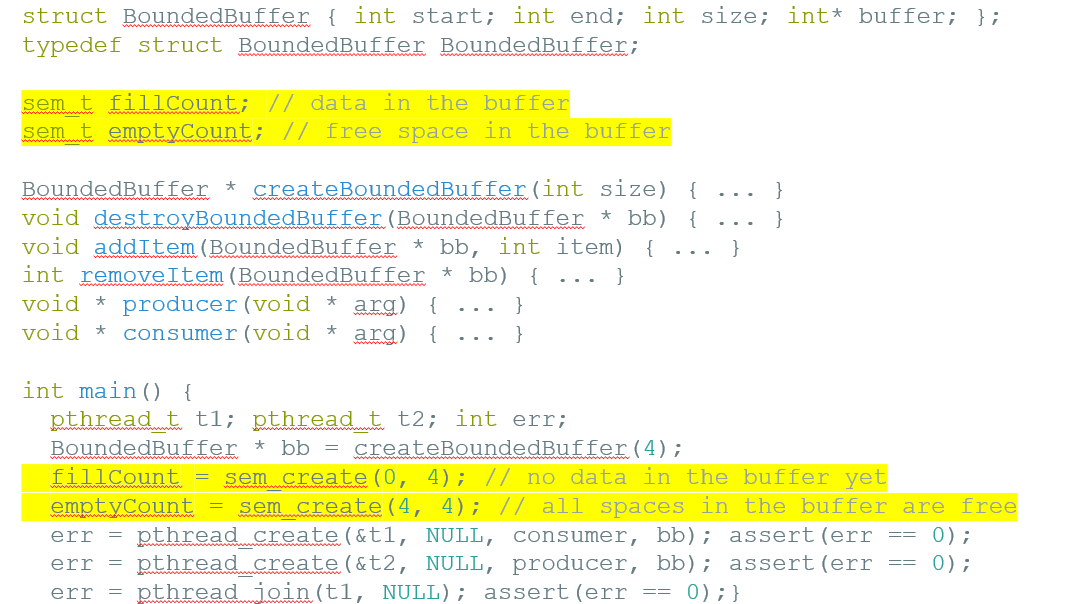 struct BoundedBuffer { int start; int end; int size; int* buffer; };
typedef struct BoundedBuffer BoundedBuffer;
sem_t fillCount; // data in the buffer
sem_t emptyCount; // free space in the buffer
BoundedBuffer * createBoundedBuffer(int size) { ... }
void destroyBoundedBuffer(BoundedBuffer * bb) { ... }
void addItem(BoundedBuffer * bb, int item) { ... }
int removeItem(BoundedBuffer * bb) { ... }
void * producer(void * arg) { ... }
void * consumer(void * arg) { ... }
int main() {
pthread_t t1; pthread_t t2; int err;
BoundedBuffer * bb = createBoundedBuffer(4);
fillCount = sem_create(0, 4); // no data in the buffer yet
emptyCount = sem_create(4, 4); // all spaces in the buffer are free
err = pthread_create(&t1, NULL, consumer, bb); assert(err == 0);
err = pthread_create(&t2, NULL, producer, bb); assert(err == 0);
err = pthread_join(t1, NULL); assert(err == 0);}